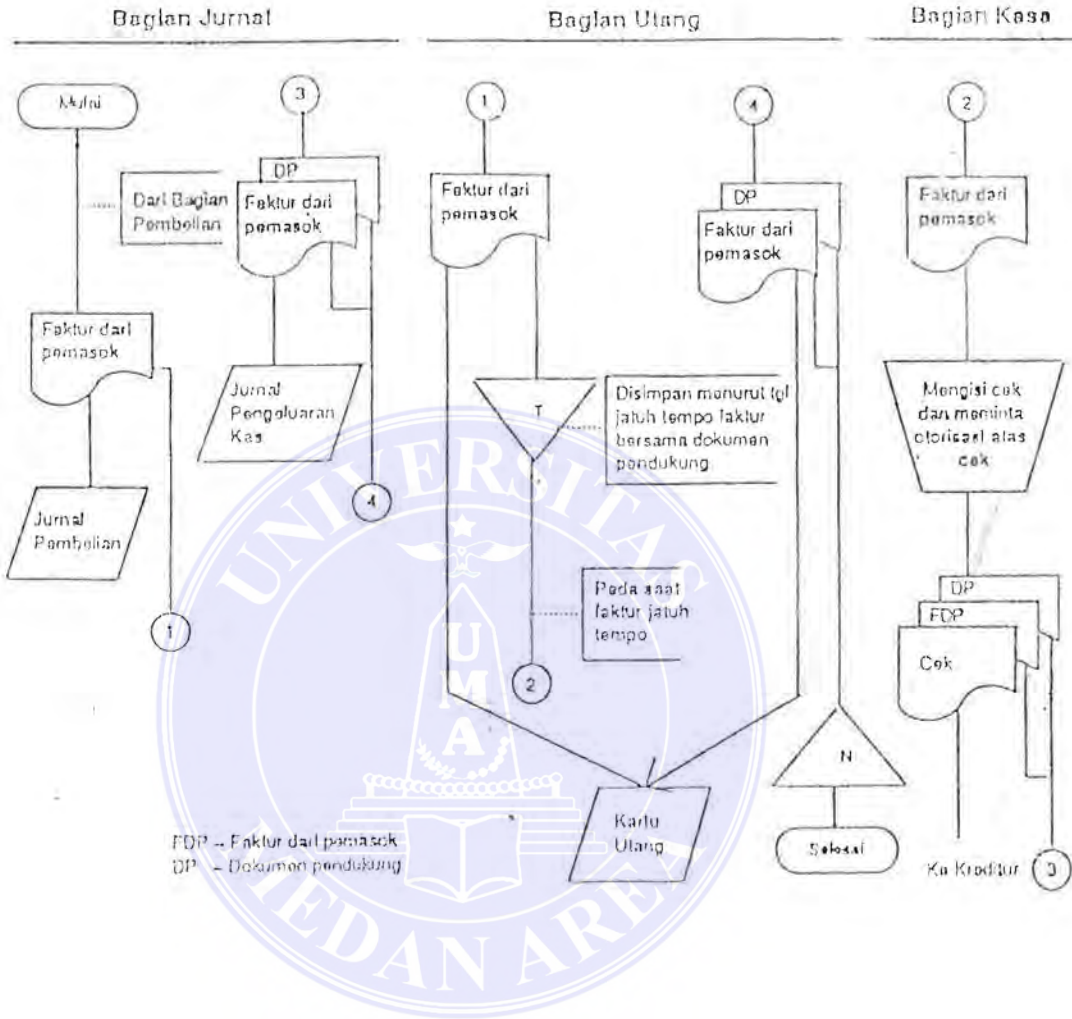 Bagian Jurnal
Bagian Utang
Bagian Kasa
Mulai
Dari Bagian
Pembelian
Faktur dari
pemasok
Jurnal
Pembelian
1
3
DP
Faktur dari
pemasok
Jurnal
Pengeluaran
Kas
4
1
Faktur dari
pemasok
T
Disimpan menurut tgl
jatuh tempo faktur
bersama dokumen
pendukung
Pada saat
faktur jatuh
tempo
2
4
DP
Faktur dari
pemasok
Kartu
Utang
N
Selesai
2
Faktur dari
pemasok
Mengisi cek
dan meminta
otorisasi atas
cek
DP
FDP
Cek
Ke Kreditur
3
FDP – Faktur dari pemasok
DP – Dokumen pendukung
UNIVERSITAS
MEDAN AREA
U
M
A